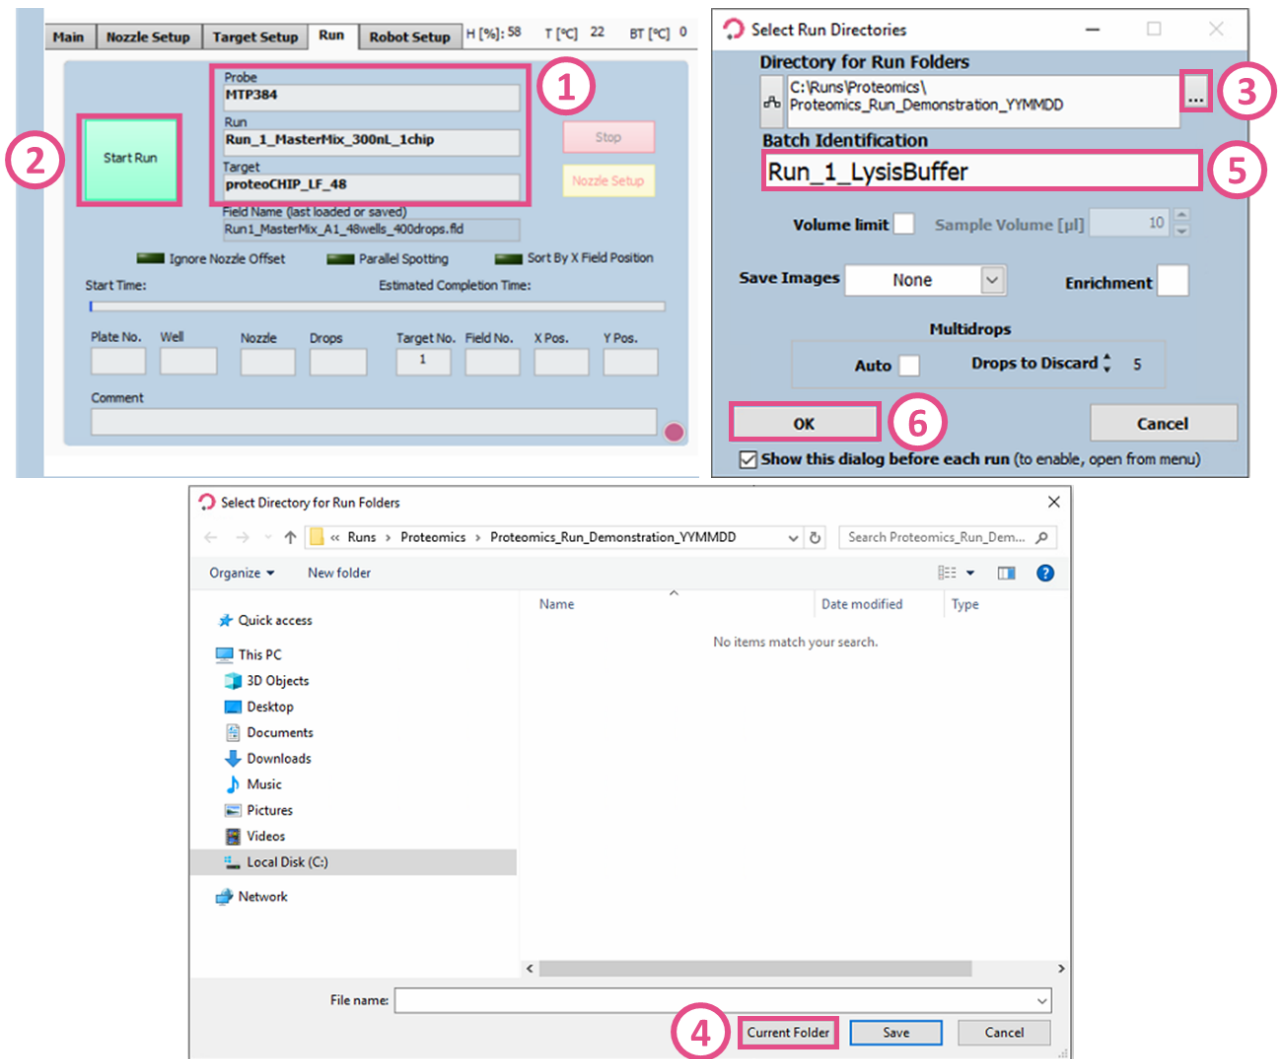 Main Nozzle Setup Target Setup Run Robot Setup H [%]: 58 T [°C] 22 BT [°C] 0
Probe
MTP384
1
Run
Run_1_MasterMix_300nL_1chip
Target
proteoCHIP_LF_48
2
Start Run
Stop
Nozzle Setup
Field Name (last loaded or saved)
Run1_MasterMix_A1_48wells_400drops.fld
Ignore Nozzle Offset Parallel Spotting Sort By X Field Position
Start Time: Estimated Completion Time:
Plate No. Well Nozzle Drops Target No. Field No. X Pos. Y Pos.
1
Comment
Select Run Directories
Directory for Run Folders
C:\Runs\Proteomics\
Proteomics_Run_Demonstration_YYMMDD
... 3
Batch Identification
Run_1_LysisBuffer 5
Volume limit Sample Volume [µl] 10
Save Images None Enrichment
Multidrops
Auto Drops to Discard 5
OK 6 Cancel
Show this dialog before each run (to enable, open from menu)
Select Directory for Run Folders
« Runs > Proteomics > Proteomics_Run_Demonstration_YYMMDD Search Proteomics_Run_Dem...
Organize New folder ?
Name Date modified Type
No items match your search.
Quick access
This PC
3D Objects
Desktop
Documents
Downloads
Music
Pictures
Videos
Local Disk (C:)
Network
File name:
4 Current Folder Save Cancel